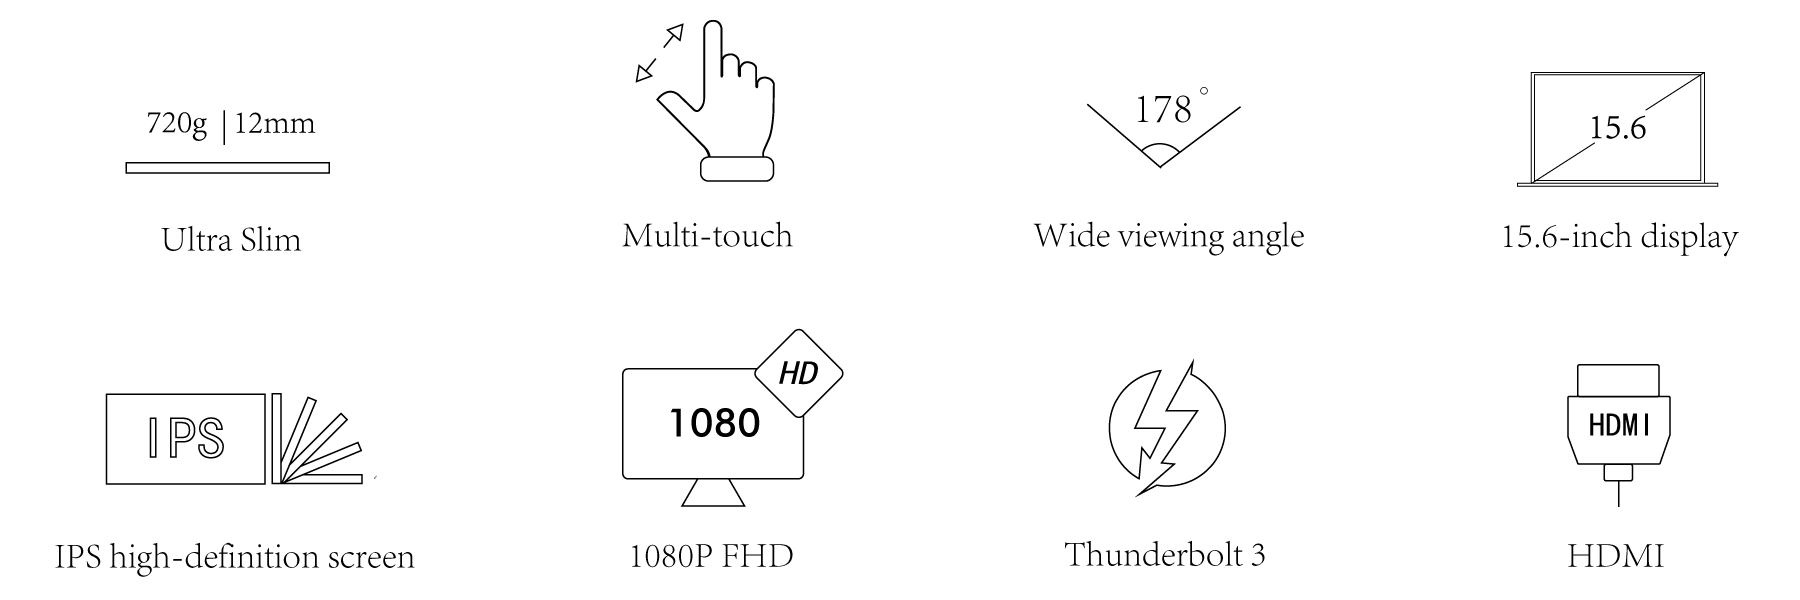 720g | 12mm
178°
15.6
Ultra Slim
Multi-touch
Wide viewing angle
15.6-inch display
IPS
1080
HD
HDMI
IPS high-definition screen
1080P FHD
Thunderbolt 3
HDMI